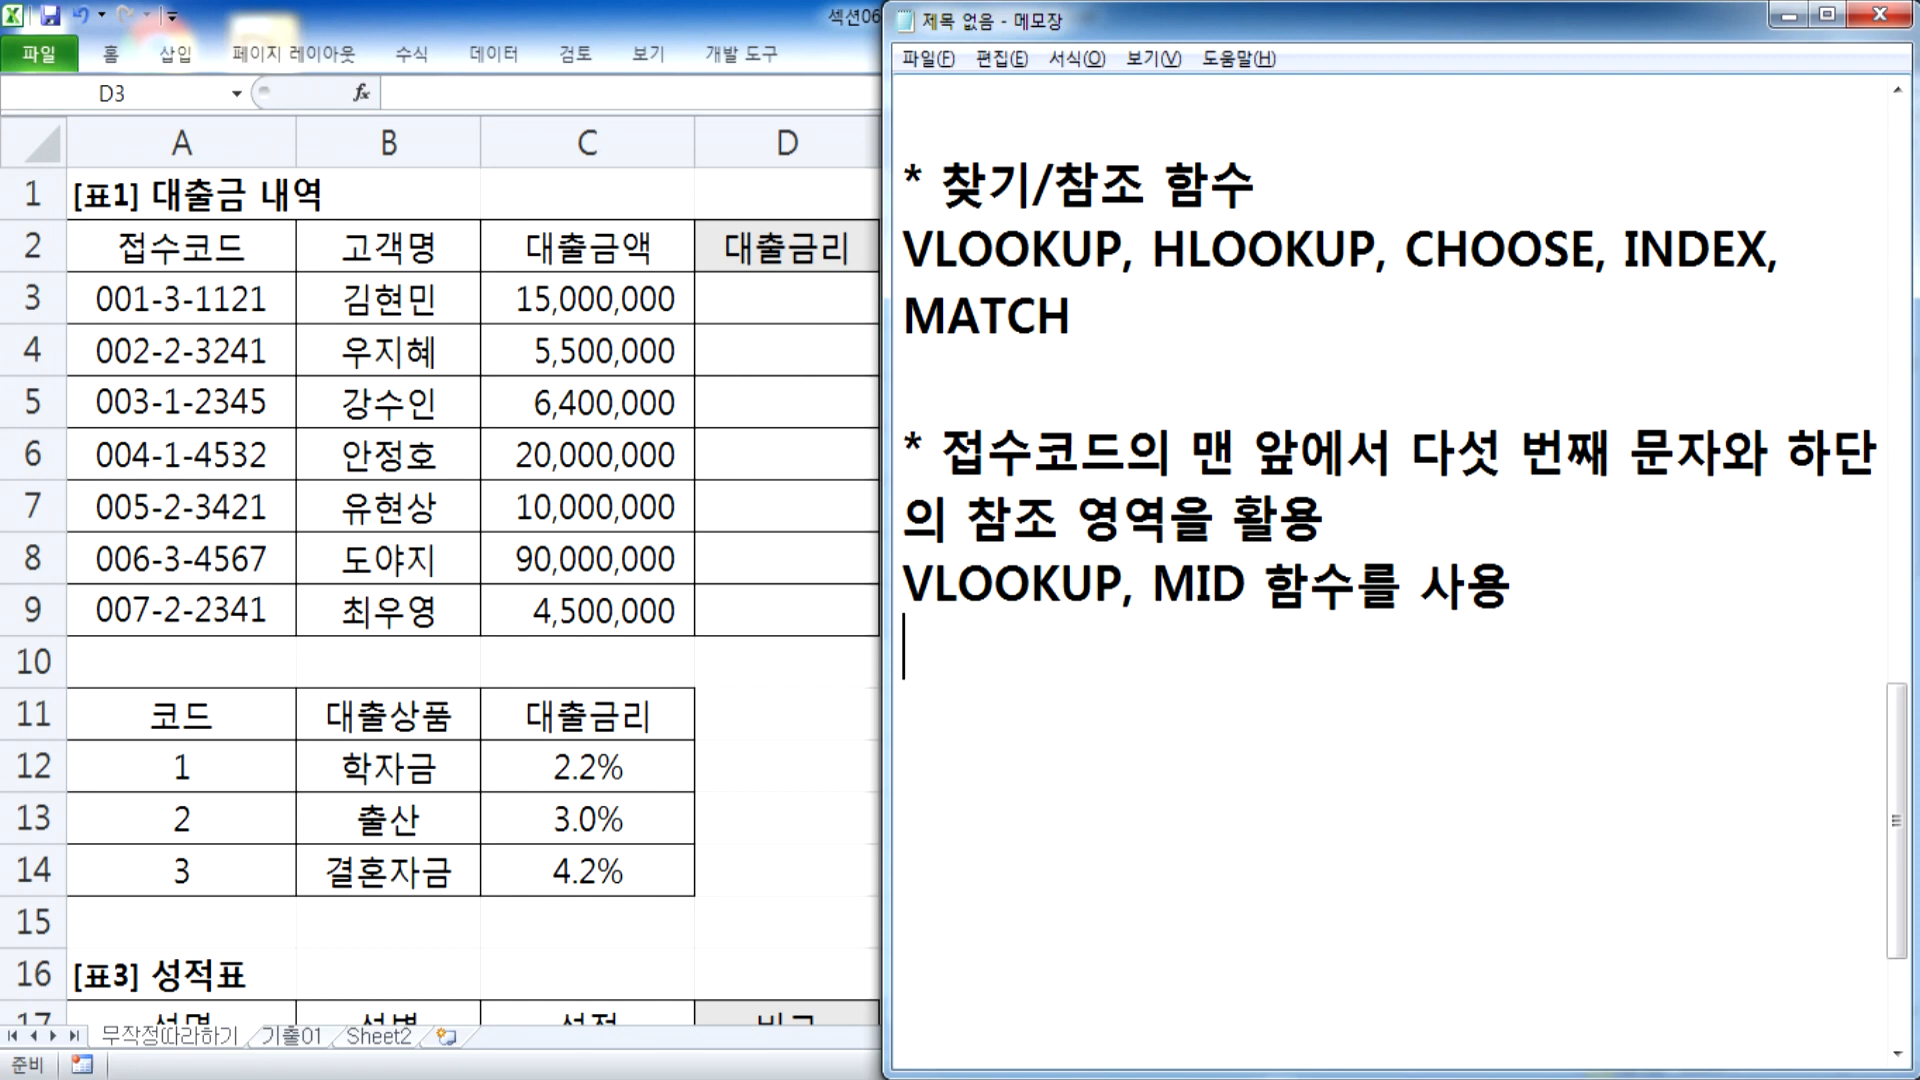 섹션06
파일 홈 삽입 페이지 레이아웃 수식 데이터 검토 보기 개발 도구
D3 fx
A B C D
1 [표1] 대출금 내역
2 접수코드 고객명 대출금액 대출금리
3 001-3-1121 김현민 15,000,000
4 002-2-3241 우지혜 5,500,000
5 003-1-2345 강수인 6,400,000
6 004-1-4532 안정호 20,000,000
7 005-2-3421 유현상 10,000,000
8 006-3-4567 도야지 90,000,000
9 007-2-2341 최우영 4,500,000
10
11 코드 대출상품 대출금리
12 1 학자금 2.2%
13 2 출산 3.0%
14 3 결혼자금 4.2%
15
16 [표3] 성적표
17 성명 성별 성적 비고
무작정따라하기 기출01 Sheet2
준비
제목 없음 - 메모장
파일(F) 편집(E) 서식(O) 보기(V) 도움말(H)
* 찾기/참조 함수
VLOOKUP, HLOOKUP, CHOOSE, INDEX,
MATCH
* 접수코드의 맨 앞에서 다섯 번째 문자와 하단
의 참조 영역을 활용
VLOOKUP, MID 함수를 사용